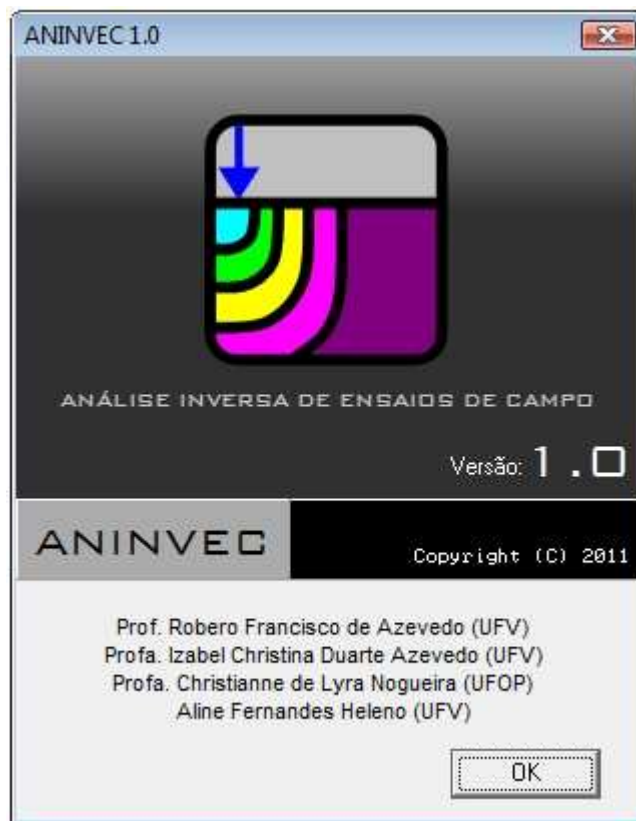 ANINVEC 1.0
ANÁLISE INVERSA DE ENSAIOS DE CAMPO
Versão: 1.0
ANINVEC
Copyright (C) 2011
Prof. Robero Francisco de Azevedo (UFV)
Profa. Izabel Christina Duarte Azevedo (UFV)
Profa. Christianne de Lyra Nogueira (UFOP)
Aline Fernandes Heleno (UFV)
OK